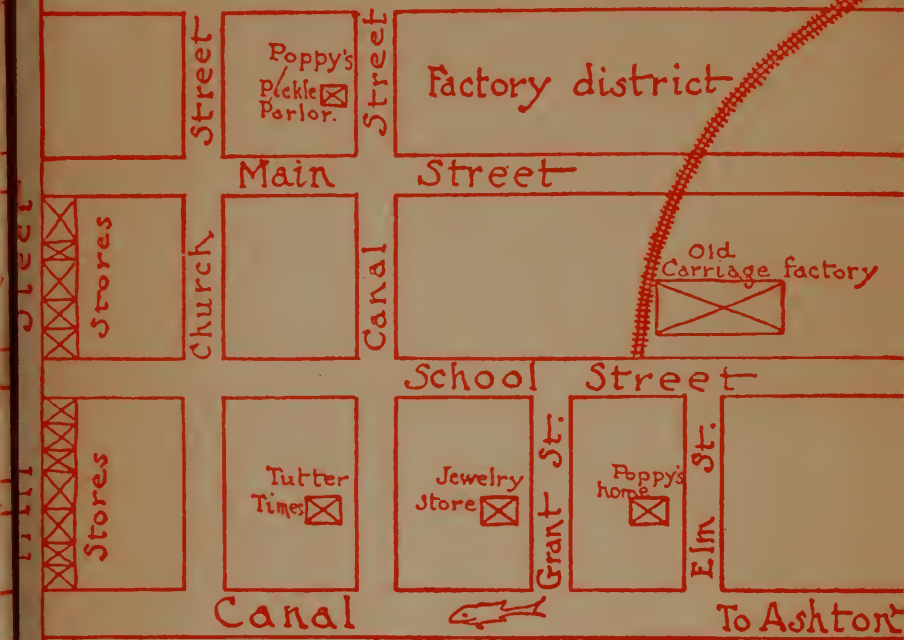 Street
Poppy's
Pickle
Parlor.
Street
Factory district
Main Street
Stores
Church
Canal
Old
Carriage factory
School Street
Stores
Tutter
Times
Jewelry
store
Grant St.
Poppy's
home
Elm St.
Canal
To Ashton